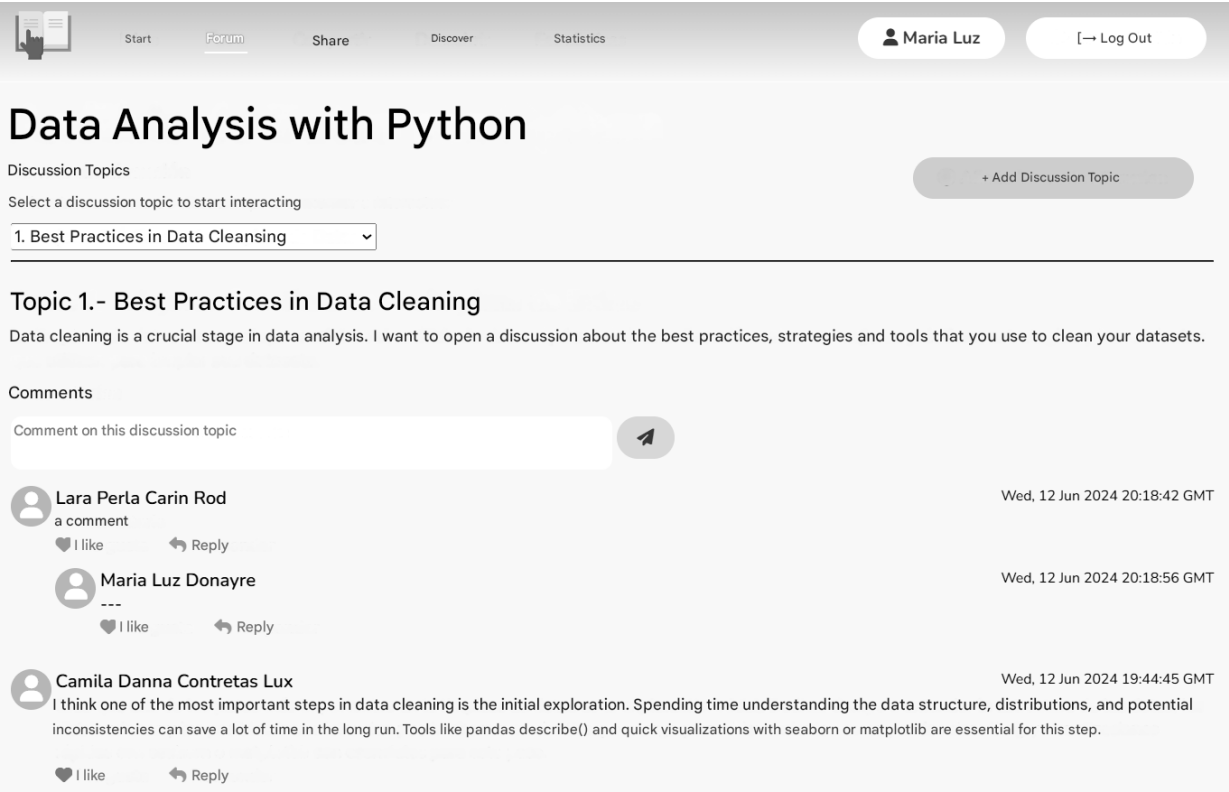 Start Forum Share Discover Statistics Maria Luz [→ Log Out
Data Analysis with Python
Discussion Topics
+ Add Discussion Topic
Select a discussion topic to start interacting
1. Best Practices in Data Cleansing
Topic 1.- Best Practices in Data Cleaning
Data cleaning is a crucial stage in data analysis. I want to open a discussion about the best practices, strategies and tools that you use to clean your datasets.
Comments
Comment on this discussion topic
Lara Perla Carin Rod Wed, 12 Jun 2024 20:18:42 GMT
a comment
I like Reply
Maria Luz Donayre Wed, 12 Jun 2024 20:18:56 GMT
---
I like Reply
Camila Danna Contretas Lux Wed, 12 Jun 2024 19:44:45 GMT
I think one of the most important steps in data cleaning is the initial exploration. Spending time understanding the data structure, distributions, and potential
inconsistencies can save a lot of time in the long run. Tools like pandas describe() and quick visualizations with seaborn or matplotlib are essential for this step.
I like Reply